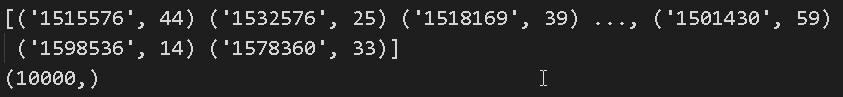 [('1515576', 44) ('1532576', 25) ('1518169', 39) ..., ('1501430', 59)
('1598536', 14) ('1578360', 33)]
(10000,)